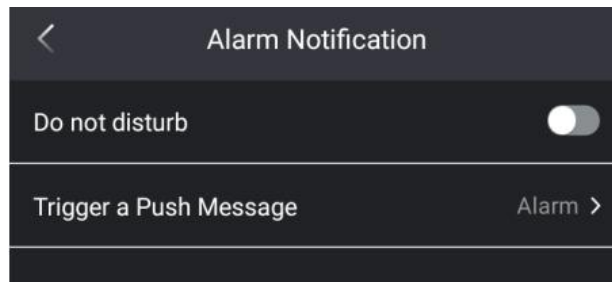 Alarm Notification
Do not disturb
Trigger a Push Message Alarm